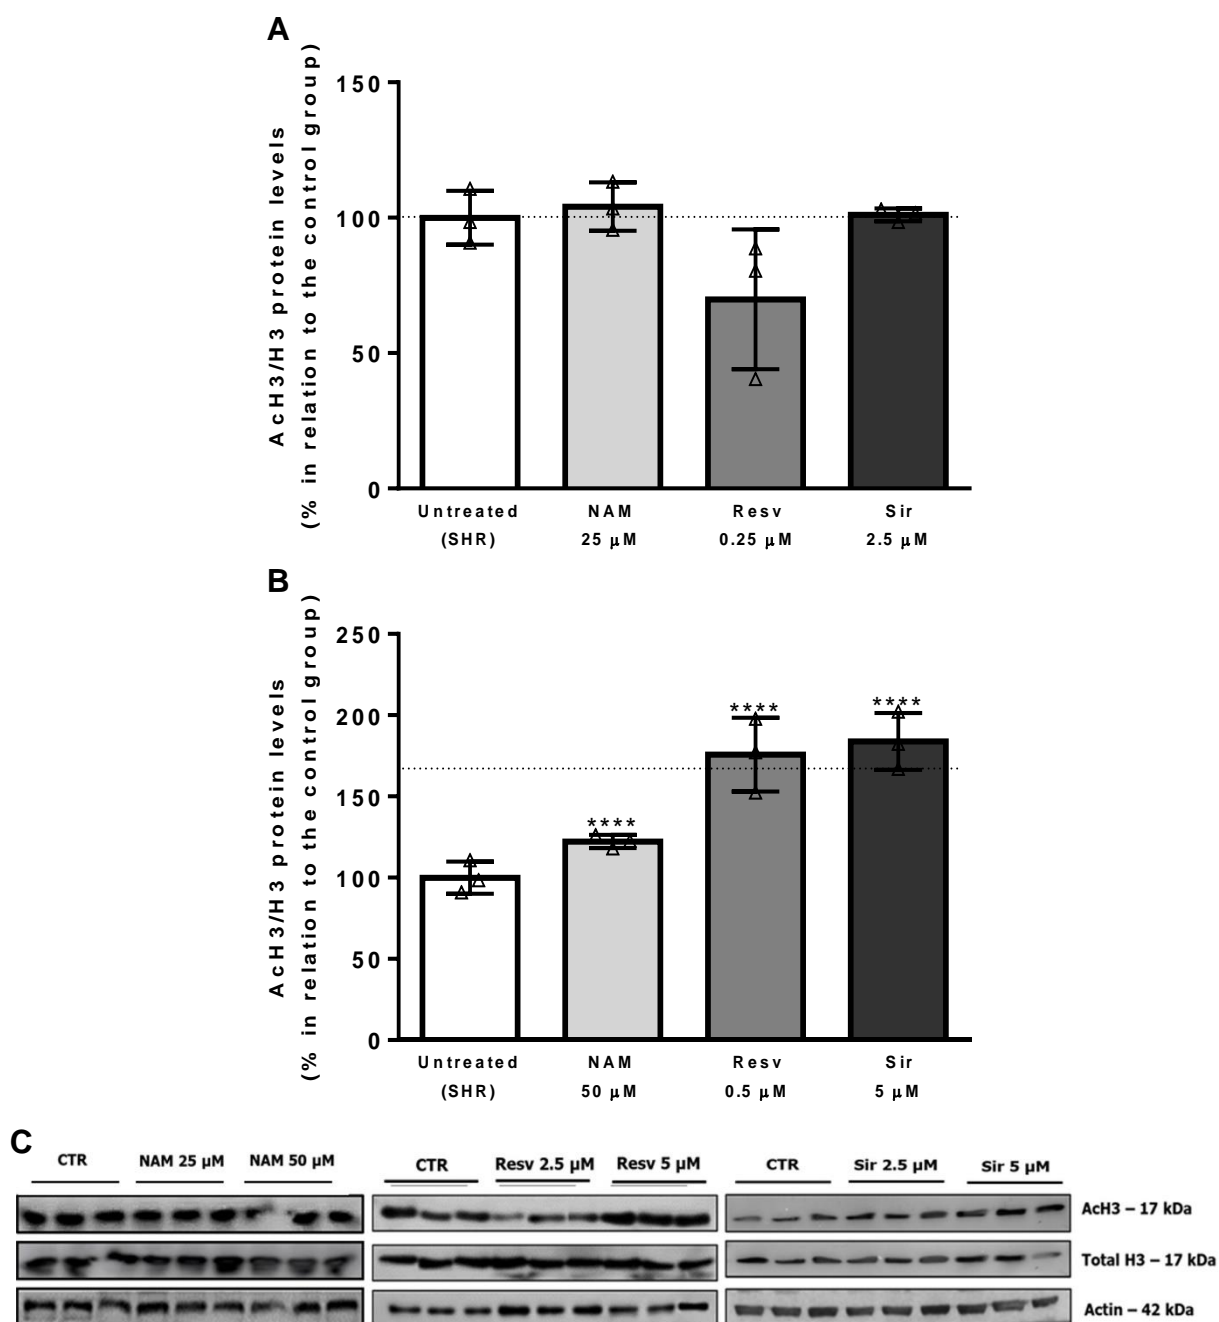 A
AcH3/H3 protein levels
(% in relation to the control group)
150
100
50
0
Untreated
(SHR)
NAM
25 µM
Resv
0.25 µM
Sir
2.5 µM
B
AcH3/H3 protein levels
(% in relation to the control group)
250
200
150
100
50
0
****
****
****
Untreated
(SHR)
NAM
50 µM
Resv
0.5 µM
Sir
5 µM
C
CTR NAM 25 µM NAM 50 µM
CTR Resv 2.5 µM Resv 5 µM
CTR Sir 2.5 µM Sir 5 µM
AcH3 – 17 kDa
Total H3 – 17 kDa
Actin – 42 kDa